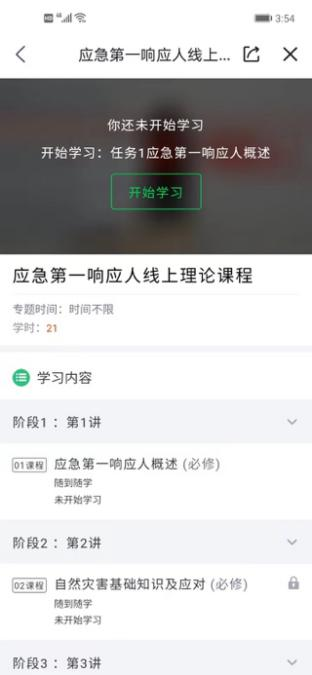 3:54
应急第一响应人线上...
你还未开始学习
开始学习：任务1应急第一响应人概述
开始学习
应急第一响应人线上理论课程
专题时间：时间不限
学时：21
学习内容
阶段1 ：第1讲
01课程 应急第一响应人概述 (必修)
随到随学
未开始学习
阶段2 ：第2讲
02课程 自然灾害基础知识及应对 (必修)
随到随学
未开始学习
阶段3 ：第3讲